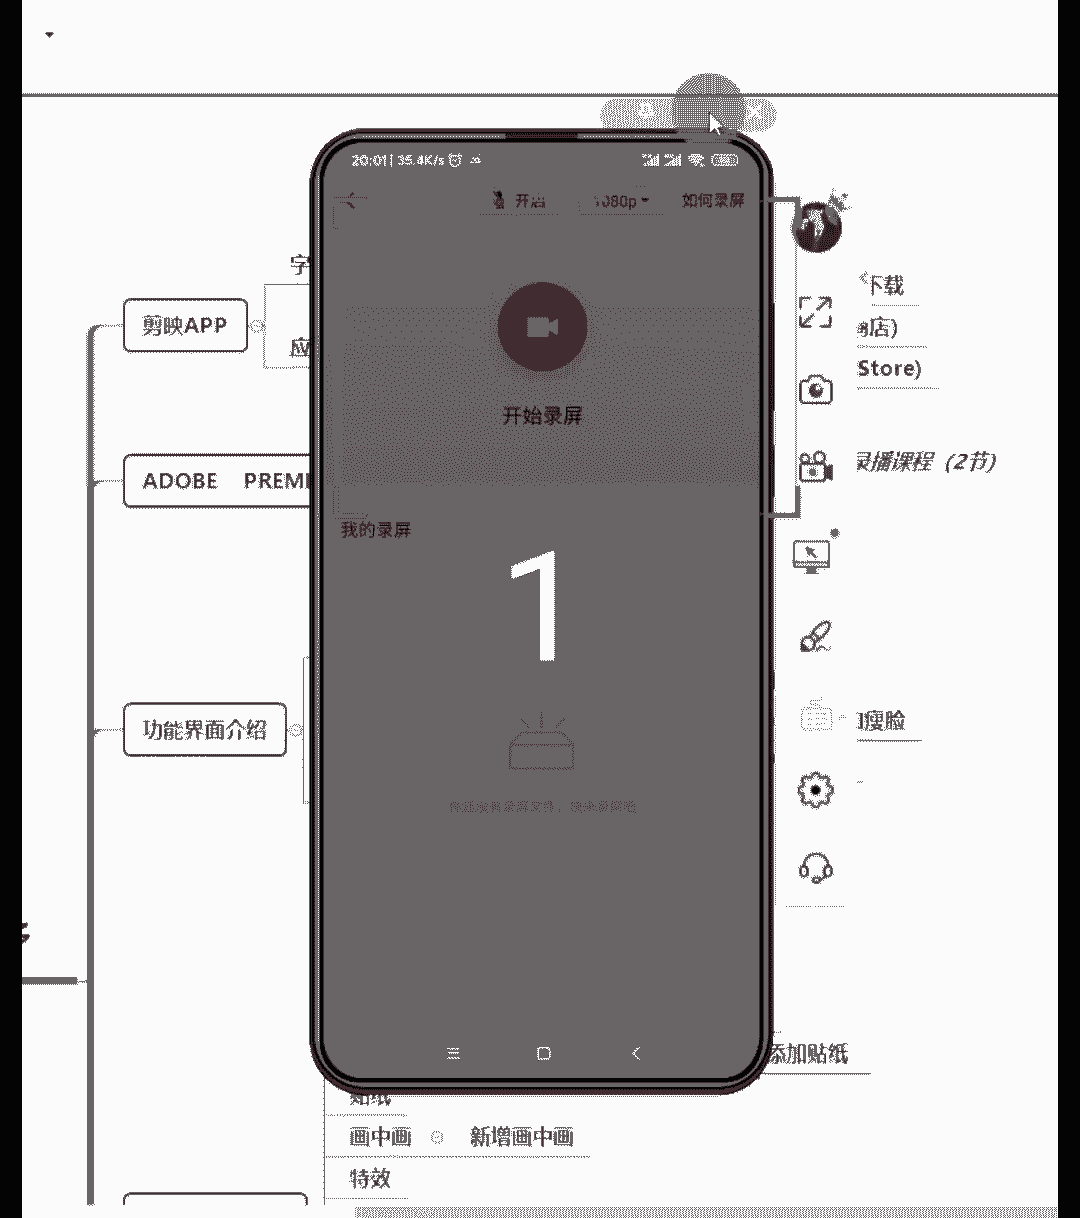 20:01 | 35.4K/s
开启
1080p
如何录屏
字
下载
店)
剪映APP
应
Store)
开始录屏
录播课程 (2节)
ADOBE PREMI
我的录屏
1
功能界面介绍
瘦脸
添加贴纸
贴纸
画中画
新增画中画
特效